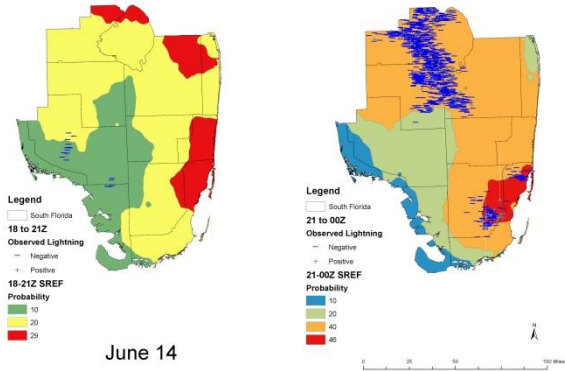 Legend
South Florida
18 to 21Z
Observed Lightning
Negative
Positive
18-21Z SREF
Probability
10
20
29
June 14
Legend
South Florida
21 to 00Z
Observed Lightning
Negative
Positive
21-00Z SREF
Probability
10
20
40
46
N
0 50 100 Miles